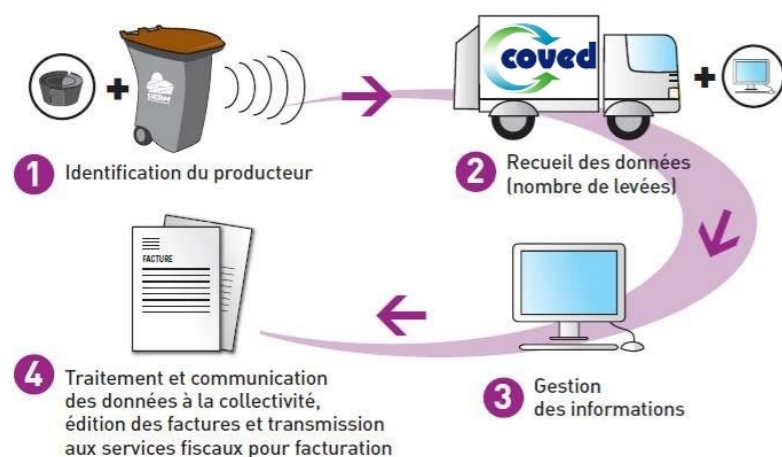 coved
1 Identification du producteur
2 Recueil des données
(nombre de levées)
FACTURE
3 Gestion
des informations
4 Traitement et communication
des données à la collectivité,
édition des factures et transmission
aux services fiscaux pour facturation